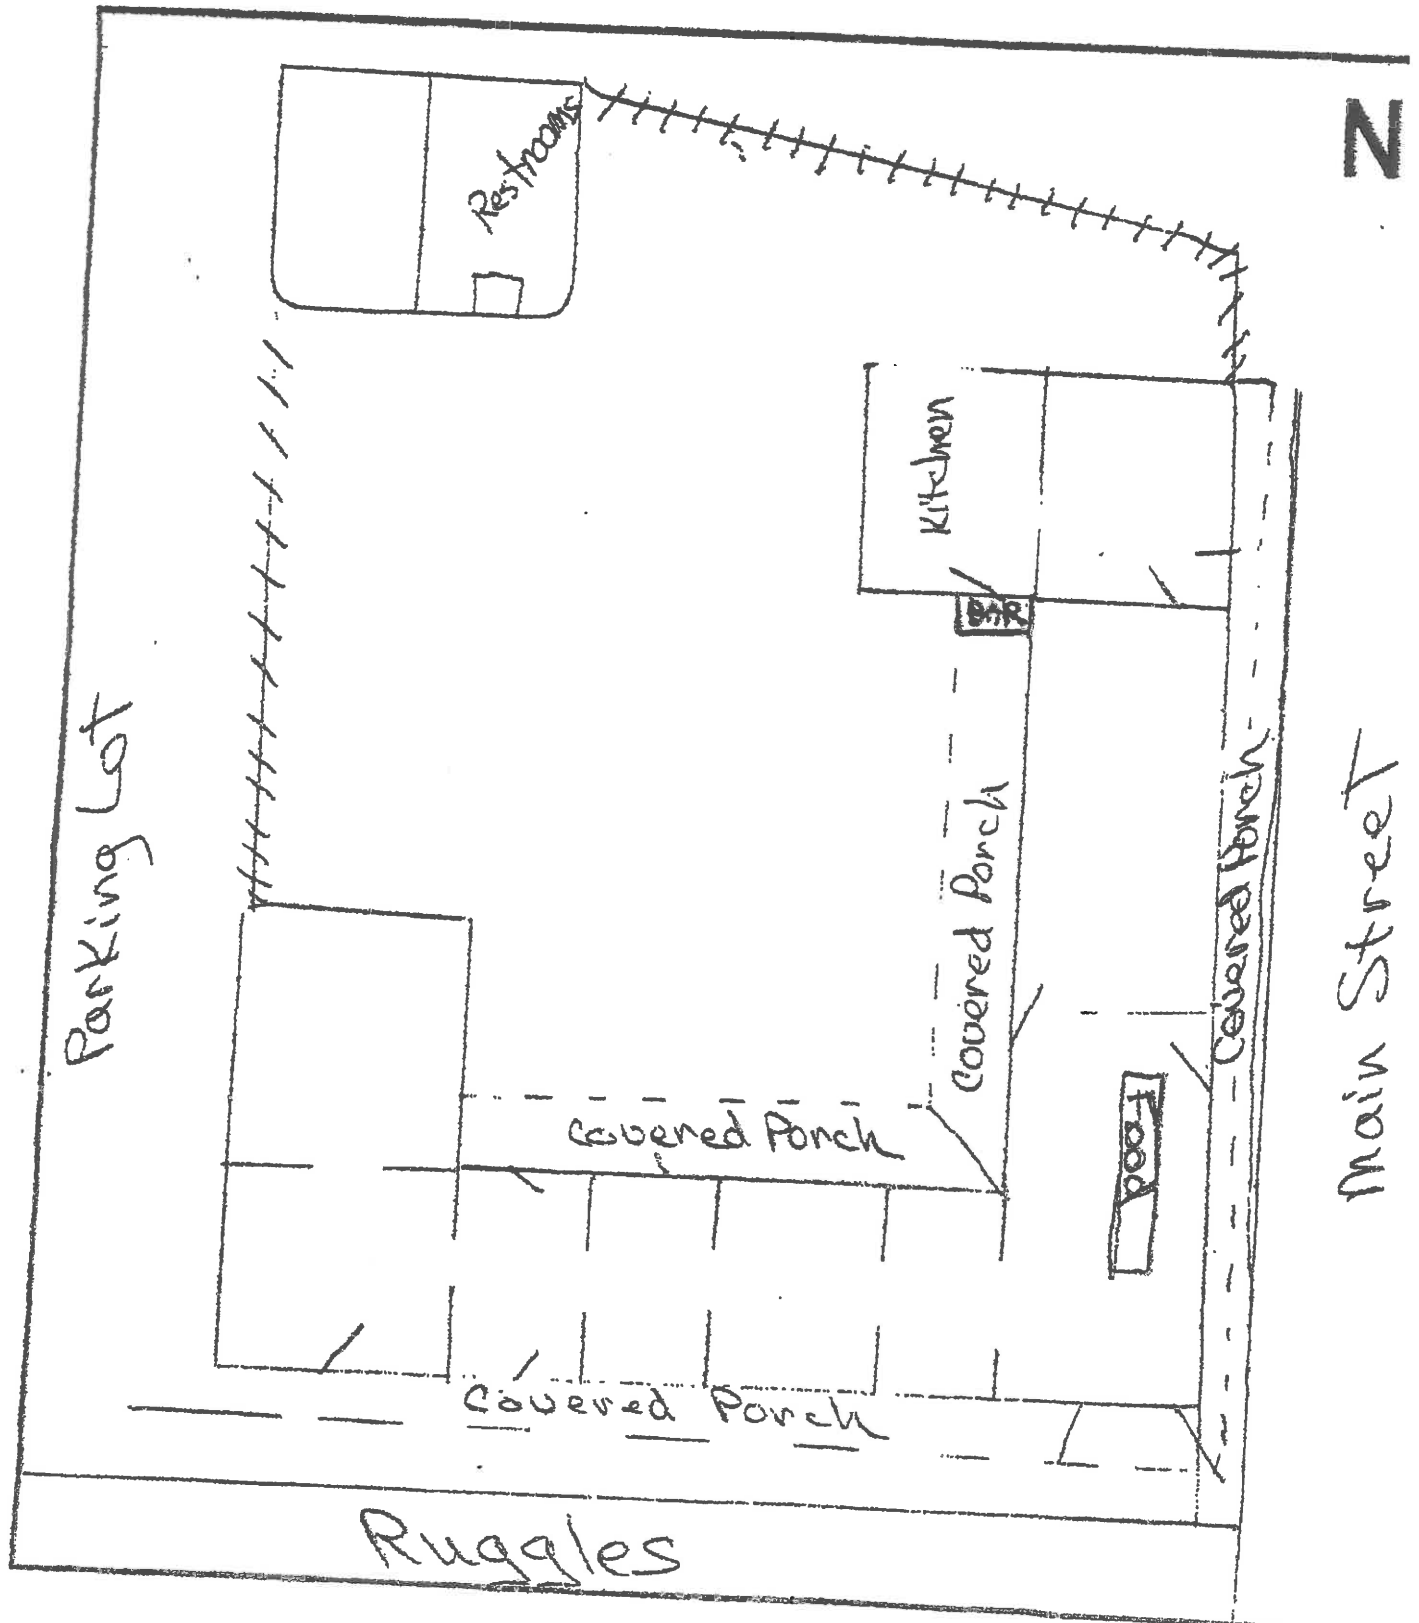 N
Restrooms
Kitchen
BAR
Parking Lot
Covered Porch
Covered Porch
Main Street
Food
covered Porch
Covered Porch
Ruggles